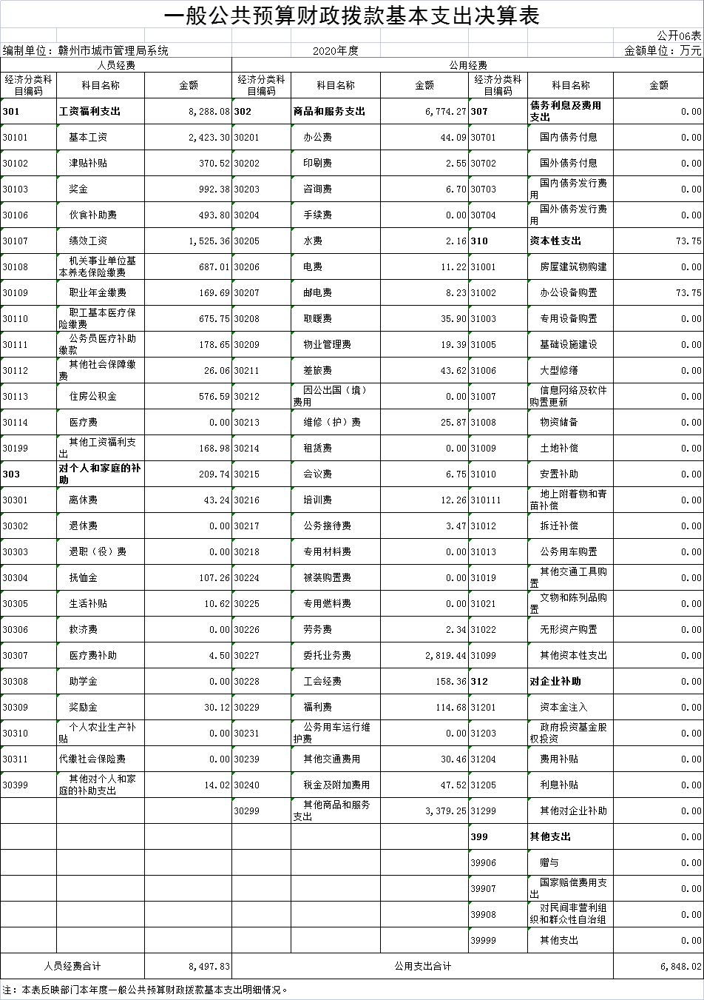 一般公共预算财政拨款基本支出决算表
公开06表
编制单位：赣州市城市管理局系统 2020年度 金额单位：万元
人员经费 公用经费
经济分类科目编码 科目名称 金额 经济分类科目编码 科目名称 金额 经济分类科目编码 科目名称 金额
301 工资福利支出 8,288.08 302 商品和服务支出 6,774.27 307 债务利息及费用支出 0.00
30101 基本工资 2,423.30 30201 办公费 44.09 30701 国内债务付息 0.00
30102 津贴补贴 370.52 30202 印刷费 2.55 30702 国外债务付息 0.00
30103 奖金 992.38 30203 咨询费 6.70 30703 国内债务发行费用 0.00
30106 伙食补助费 493.80 30204 手续费 0.00 30704 国外债务发行费用 0.00
30107 绩效工资 1,525.36 30205 水费 2.16 310 资本性支出 73.75
30108 机关事业单位基本养老保险缴费 687.01 30206 电费 11.22 31001 房屋建筑物购建 0.00
30109 职业年金缴费 169.69 30207 邮电费 8.23 31002 办公设备购置 73.75
30110 职工基本医疗保险缴费 675.75 30208 取暖费 35.90 31003 专用设备购置 0.00
30111 公务员医疗补助缴款 178.65 30209 物业管理费 19.39 31005 基础设施建设 0.00
30112 其他社会保障缴费 26.06 30211 差旅费 43.62 31006 大型修缮 0.00
30113 住房公积金 576.59 30212 因公出国（境）费用 0.00 31007 信息网络及软件购置更新 0.00
30114 医疗费 0.00 30213 维修（护）费 25.87 31008 物资储备 0.00
30199 其他工资福利支出 168.98 30214 租赁费 0.00 31009 土地补偿 0.00
303 对个人和家庭的补助 209.74 30215 会议费 6.75 31010 安置补助 0.00
30301 离休费 43.24 30216 培训费 12.26 310111 地上附着物和青苗补偿 0.00
30302 退休费 0.00 30217 公务接待费 3.47 31012 拆迁补偿 0.00
30303 退职（役）费 0.00 30218 专用材料费 0.00 31013 公务用车购置 0.00
30304 抚恤金 107.26 30224 被装购置费 0.00 31019 其他交通工具购置 0.00
30305 生活补贴 10.62 30225 专用燃料费 0.00 31021 文物和陈列品购置 0.00
30306 救济费 0.00 30226 劳务费 2.34 31022 无形资产购置 0.00
30307 医疗费补助 4.50 30227 委托业务费 2,819.44 31099 其他资本性支出 0.00
30308 助学金 0.00 30228 工会经费 158.36 312 对企业补助 0.00
30309 奖励金 30.12 30229 福利费 114.68 31201 资本金注入 0.00
30310 个人农业生产补贴 0.00 30231 公务用车运行维护费 0.00 31203 政府投资基金股权投资 0.00
30311 代缴社会保险费 0.00 30239 其他交通费用 30.46 31204 费用补贴 0.00
30399 其他对个人和家庭的补助支出 14.02 30240 税金及附加费用 47.52 31205 利息补贴 0.00
30299 其他商品和服务支出 3,379.25 31299 其他对企业补助 0.00
399 其他支出 0.00
39906 赠与 0.00
39907 国家赔偿费用支出 0.00
39908 对民间非营利组织和群众性自治组 0.00
39999 其他支出 0.00
人员经费合计 8,497.83 公用支出合计 6,848.02
注：本表反映部门本年度一般公共预算财政拨款基本支出明细情况。